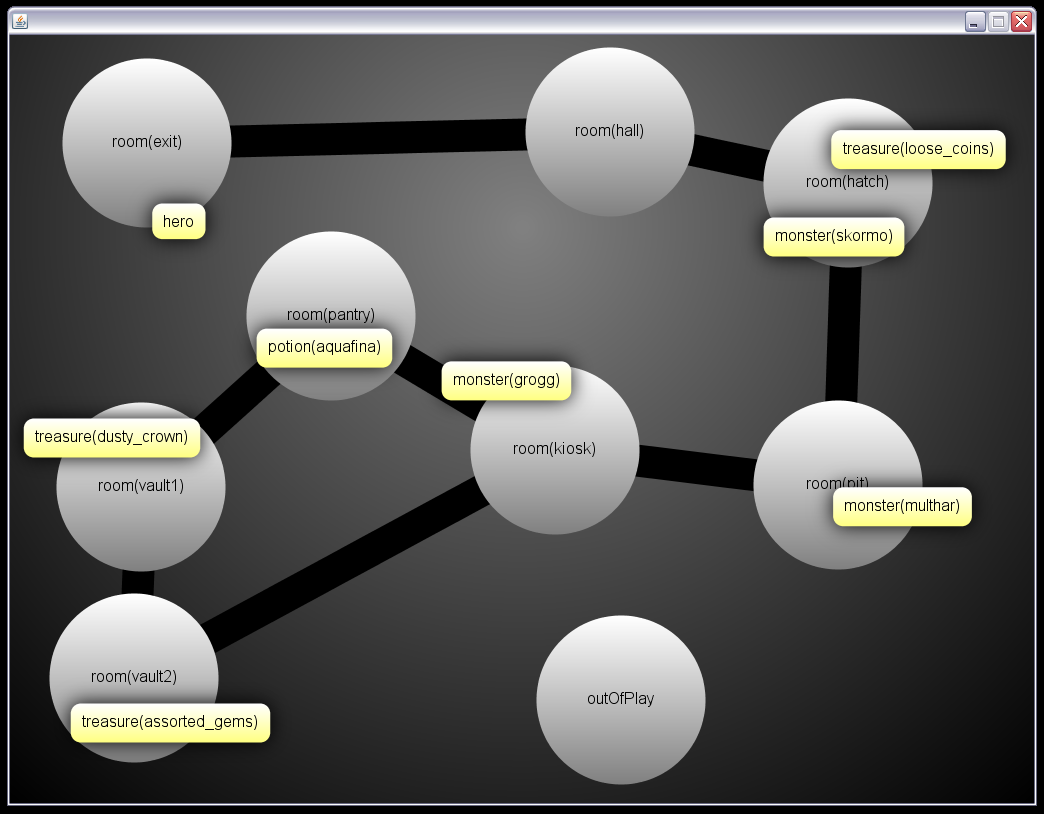 room(exit)
room(hall)
treasure(loose_coins)
room(hatch)
hero
monster(skormo)
room(pantry)
potion(aquafina)
monster(grogg)
treasure(dusty_crown)
room(kiosk)
room(vault1)
room(pit)
monster(multhar)
room(vault2)
outOfPlay
treasure(assorted_gems)